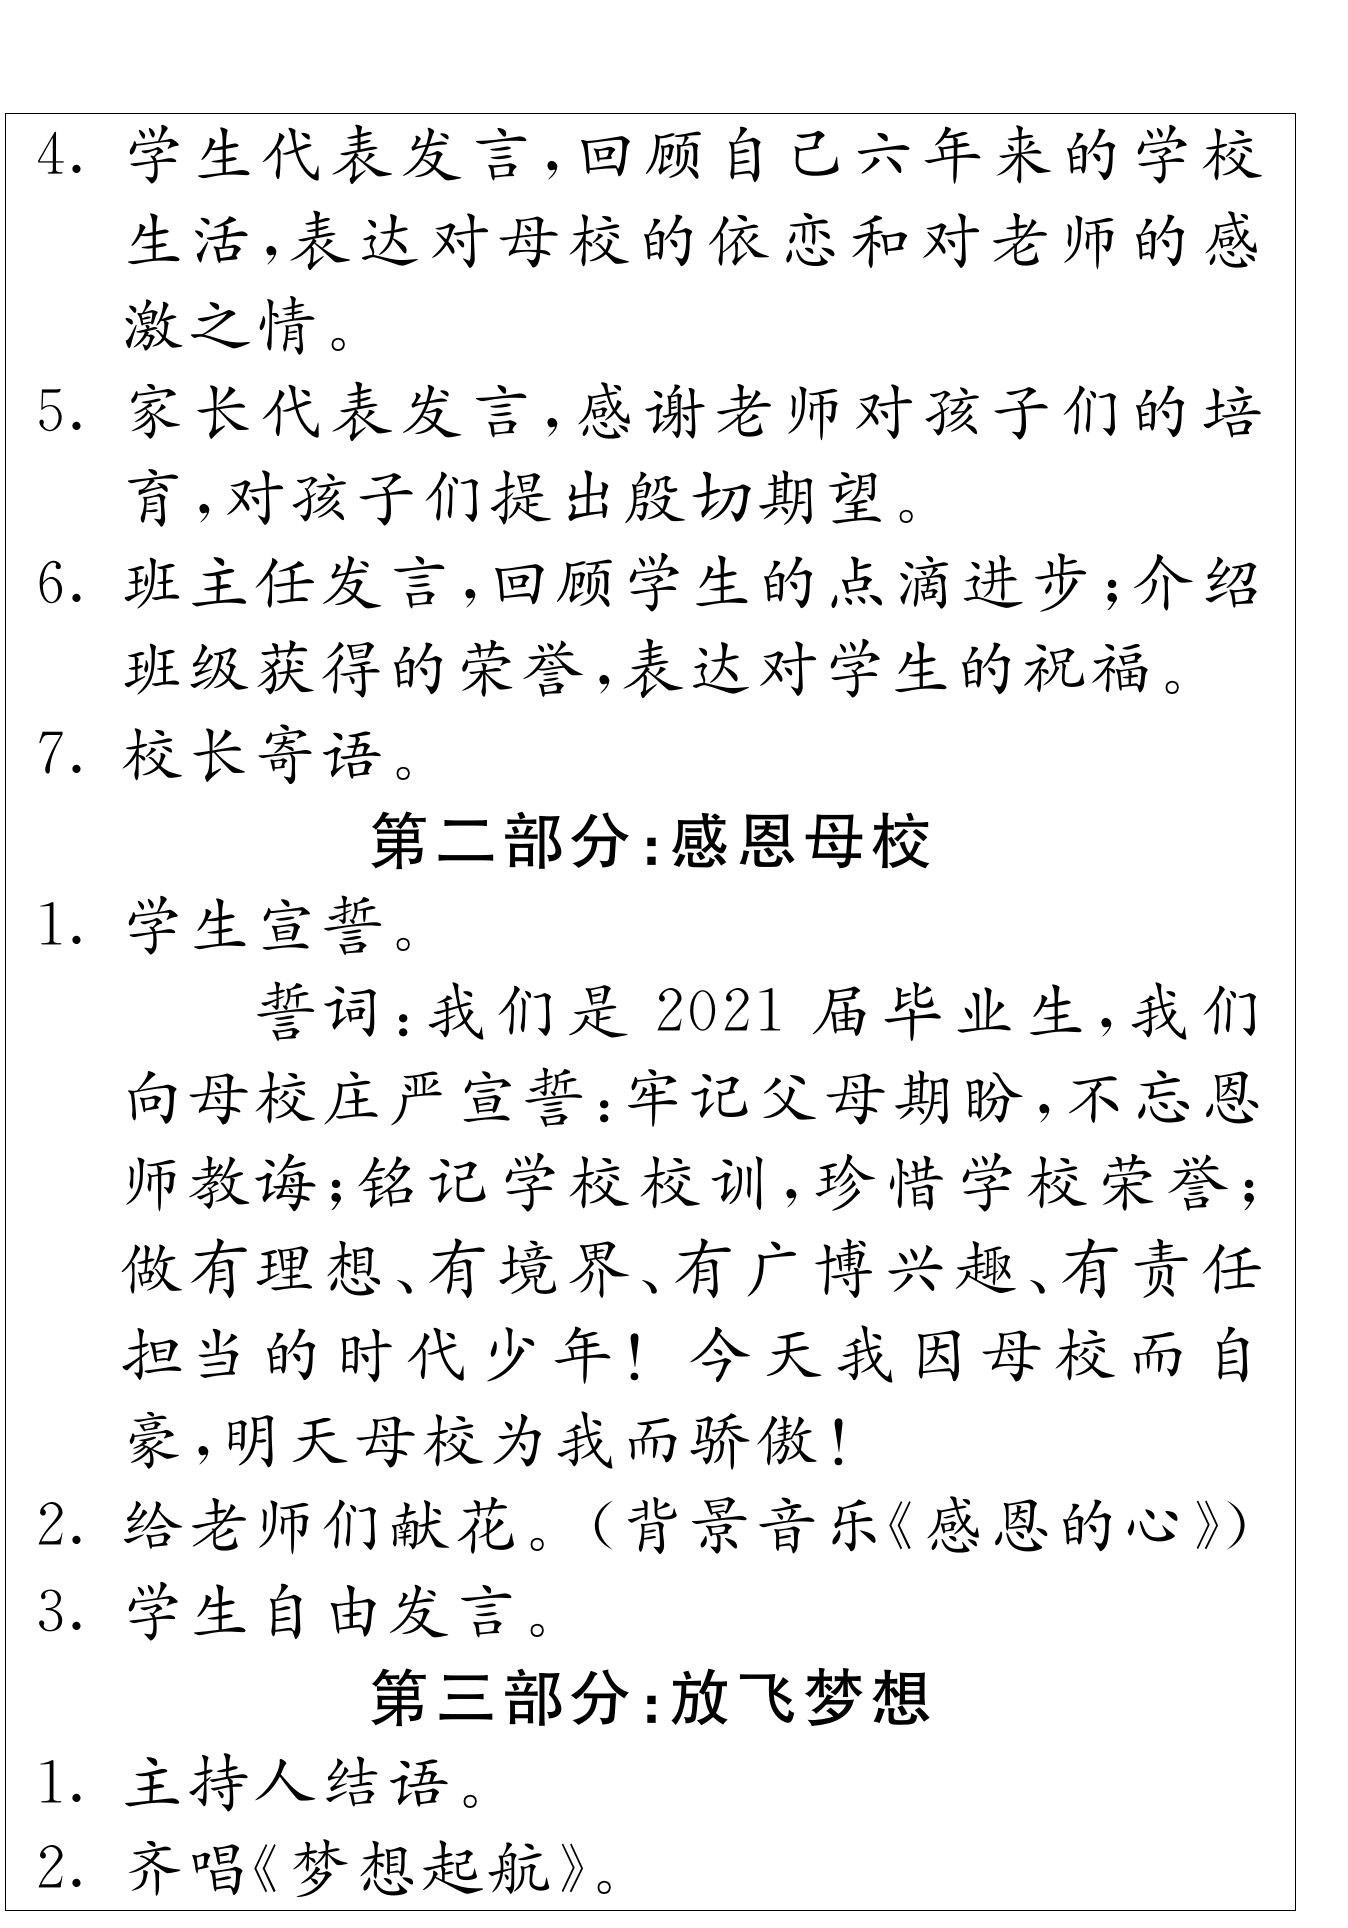 4. 学生代表发言,回顾自己六年来的学校
生活,表达对母校的依恋和对老师的感
激之情。
5. 家长代表发言,感谢老师对孩子们的培
育,对孩子们提出殷切期望。
6. 班主任发言,回顾学生的点滴进步;介绍
班级获得的荣誉,表达对学生的祝福。
7. 校长寄语。
第二部分:感恩母校
1. 学生宣誓。
誓词:我们是 2021 届毕业生,我们
向母校庄严宣誓:牢记父母期盼,不忘恩
师教诲;铭记学校校训,珍惜学校荣誉;
做有理想、有境界、有广博兴趣、有责任
担当的时代少年! 今天我因母校而自
豪,明天母校为我而骄傲!
2. 给老师们献花。(背景音乐《感恩的心》)
3. 学生自由发言。
第三部分:放飞梦想
1. 主持人结语。
2. 齐唱《梦想起航》。